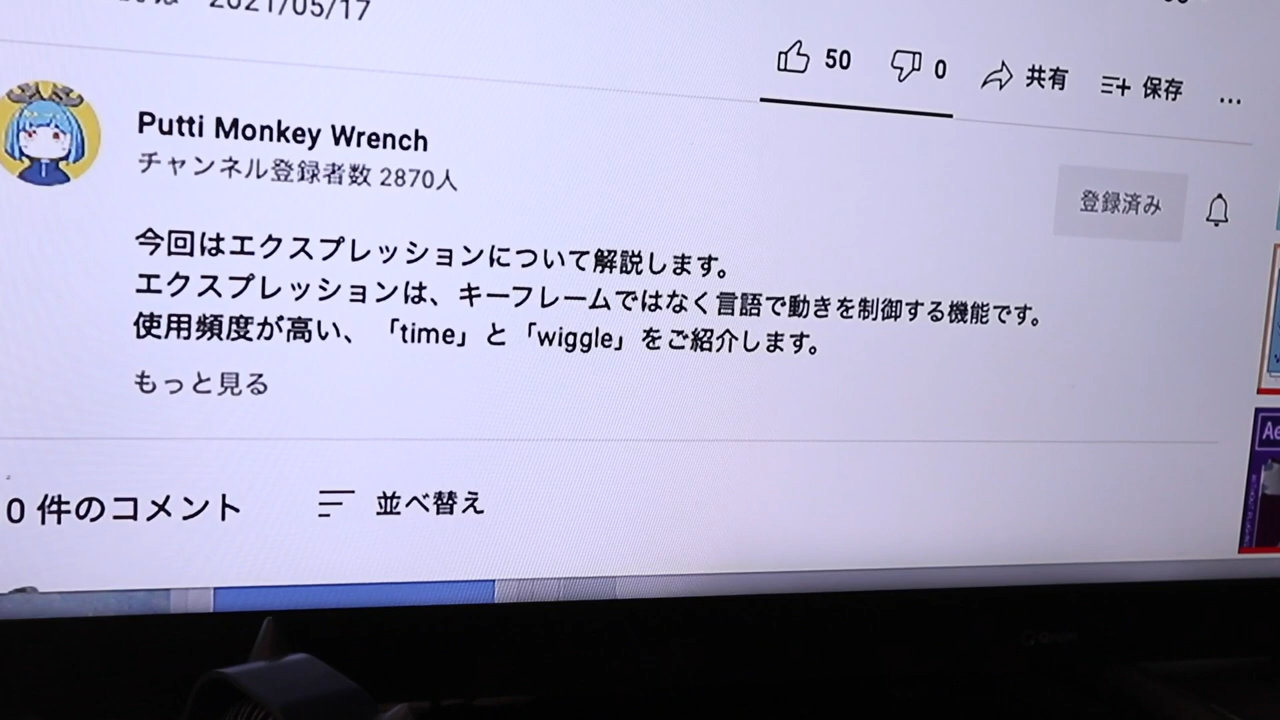 2021/05/17
50
0
共有
保存
Putti Monkey Wrench
チャンネル登録者数 2870人
登録済み
今回はエクスプレッションについて解説します。
エクスプレッションは、キーフレームではなく言語で動きを制御する機能です。
使用頻度が高い、「time」と「wiggle」をご紹介します。
もっと見る
Ae
0 件のコメント
並べ替え